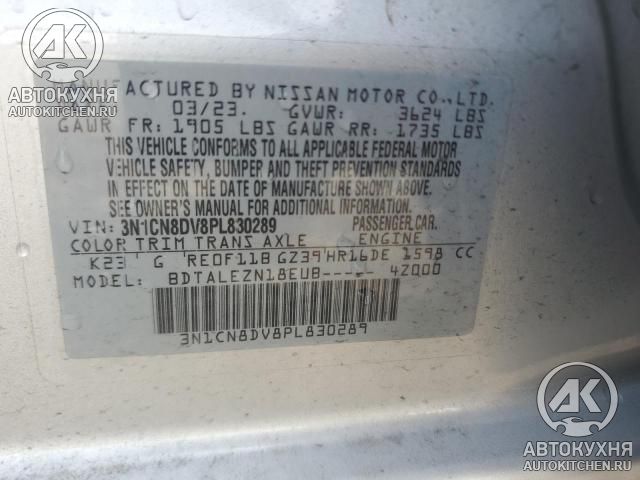 АК
АВТОКУХНЯ
AUTOKITCHEN.RU
MANUFACTURED BY NISSAN MOTOR CO.,LTD.
03/23. GVWR: 3624 LBS
GAWR FR: 1905 LBS GAWR RR: 1735 LBS
THIS VEHICLE CONFORMS TO ALL APPLICABLE FEDERAL MOTOR
VEHICLE SAFETY, BUMPER AND THEFT PREVENTION STANDARDS
IN EFFECT ON THE DATE OF MANUFACTURE SHOWN ABOVE.
SEE OWNER'S MANUAL FOR ADDITIONAL INFORMATION.
VIN: 3N1CN8DV8PL830289 PASSENGER CAR.
COLOR TRIM TRANS AXLE ENGINE
K23 G RE0F11B GZ39 HR16DE 1598 CC
MODEL BDTALEZN18EUB----- 4Z000
3N1CN8DV8PL830289
АК
АВТОКУХНЯ
AUTOKITCHEN.RU